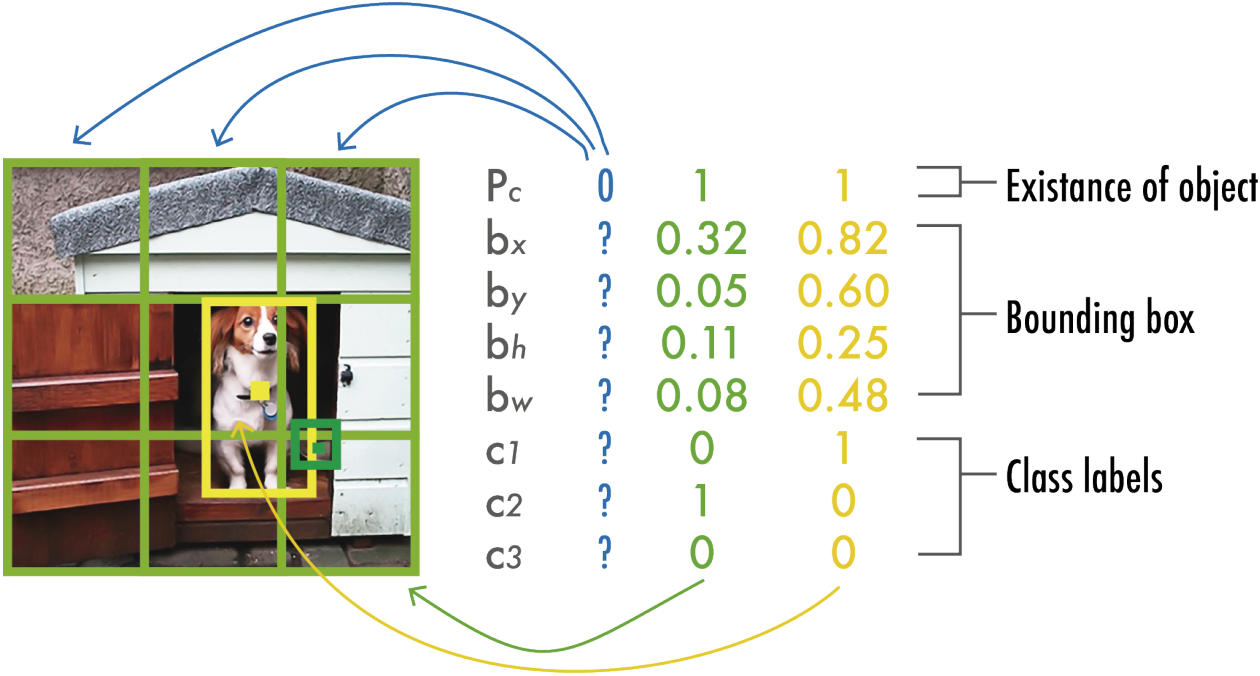 Pc 0 1 1 Existance of object
bx ? 0.32 0.82
by ? 0.05 0.60
bh ? 0.11 0.25 Bounding box
bw ? 0.08 0.48
c1 ? 0 1
c2 ? 1 0 Class labels
c3 ? 0 0